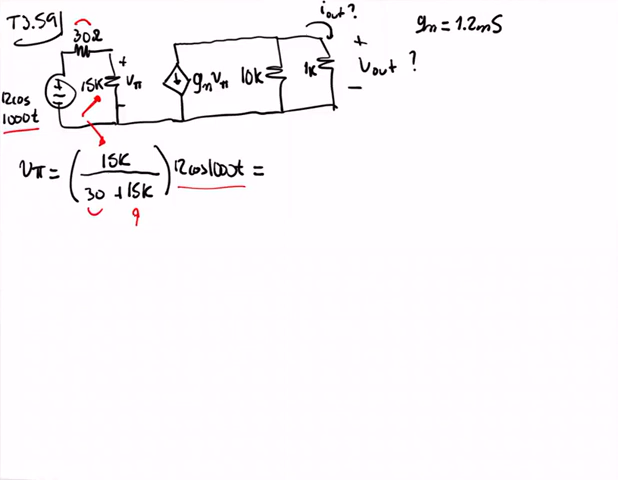 T3.59
30Ω
iout?
gm = 1.2mS
+
15K
Vπ
-
gmvπ
10K
1K
+
Vout ?
-
+
12cos
1000t
Vπ = ( 15K / 30 + 15K ) 12cos1000t =